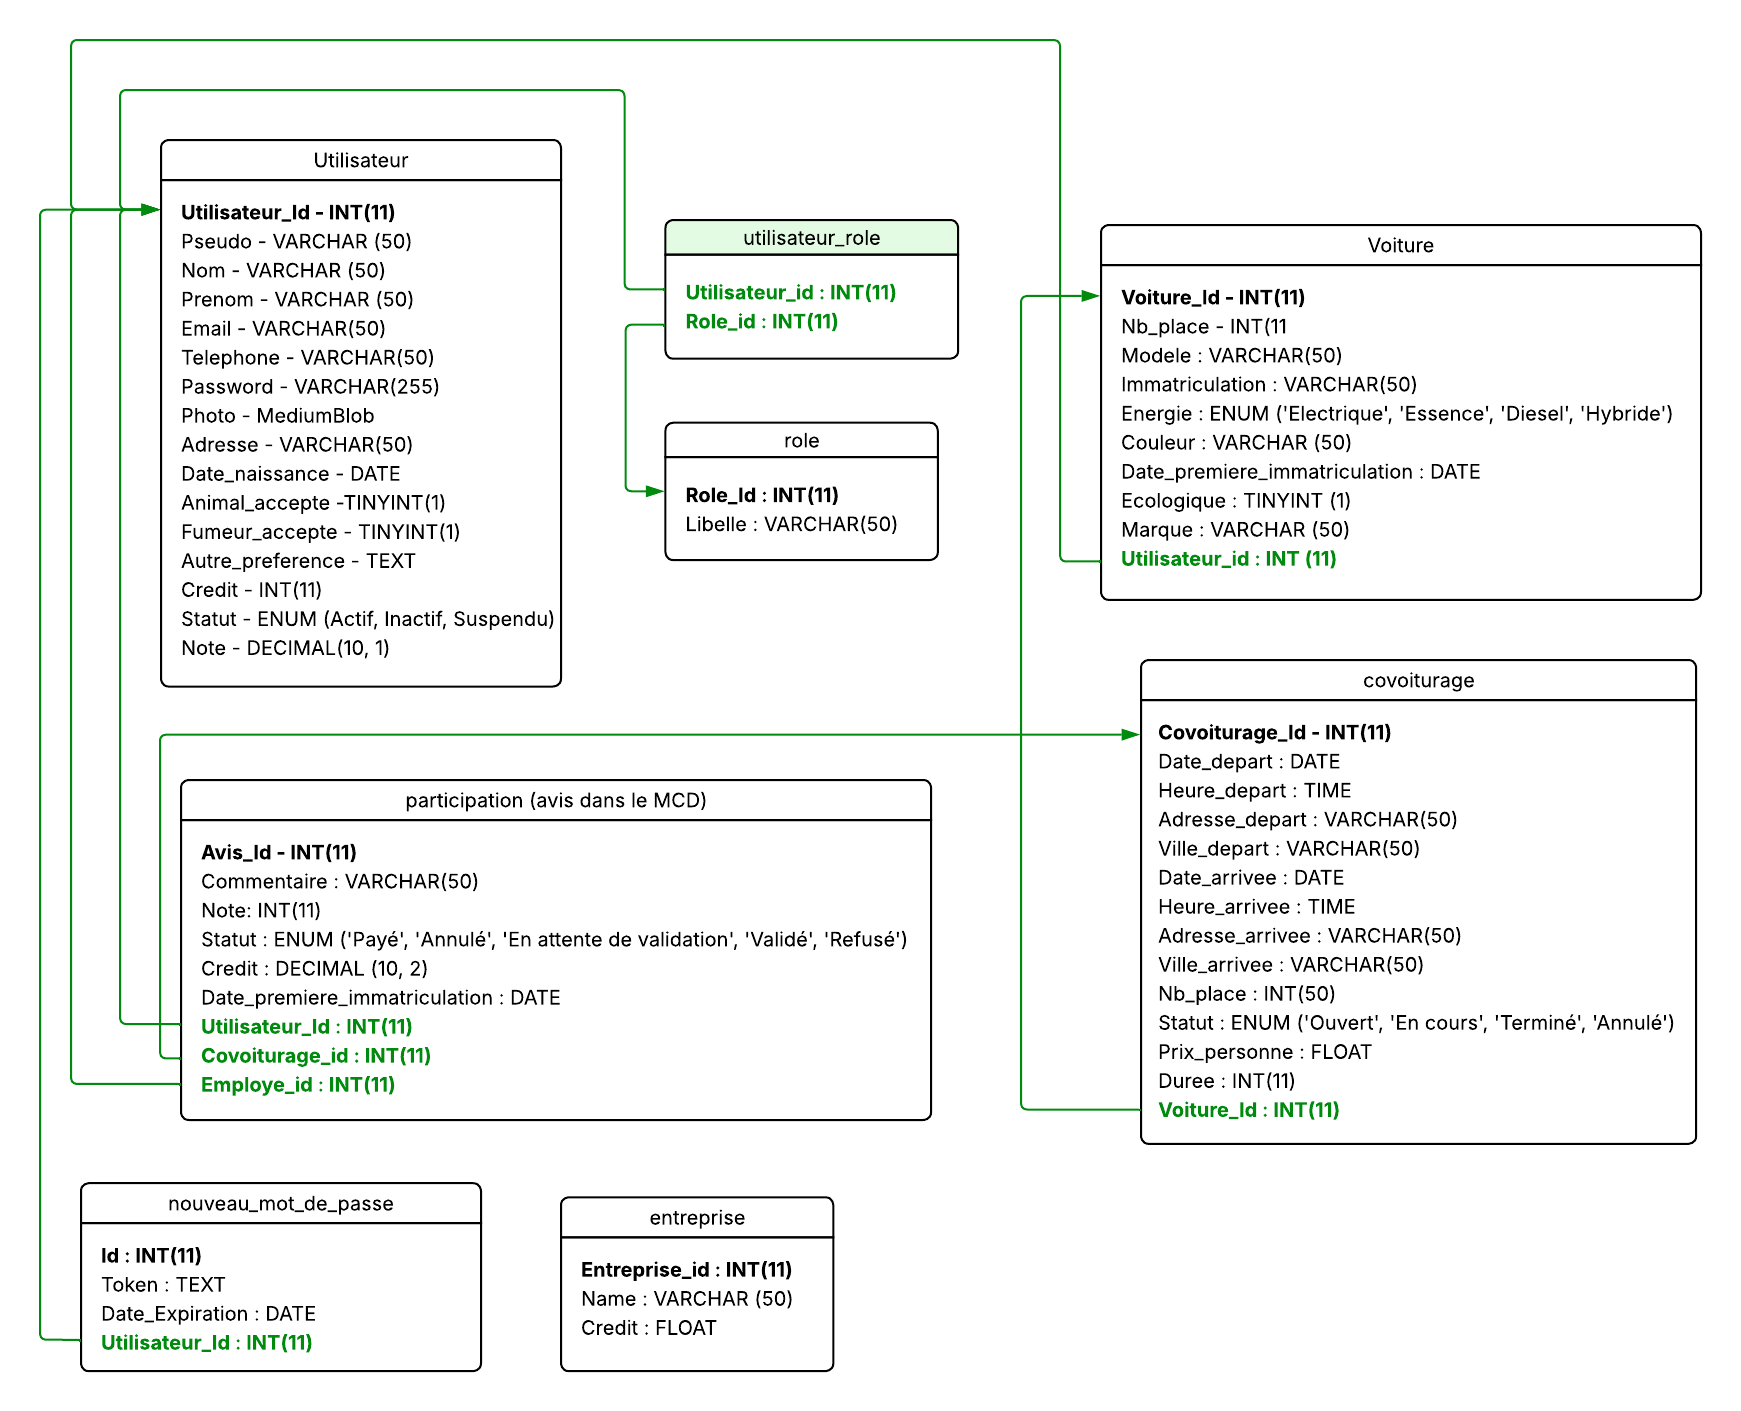 Utilisateur
Utilisateur_Id - INT(11)
Pseudo - VARCHAR (50)
Nom - VARCHAR (50)
Prenom - VARCHAR (50)
Email - VARCHAR(50)
Telephone - VARCHAR(50)
Password - VARCHAR(255)
Photo - MediumBlob
Adresse - VARCHAR(50)
Date_naissance - DATE
Animal_accepte -TINYINT(1)
Fumeur_accepte - TINYINT(1)
Autre_preference - TEXT
Credit - INT(11)
Statut - ENUM (Actif, Inactif, Suspendu)
Note - DECIMAL(10, 1)
utilisateur_role
Utilisateur_id : INT(11)
Role_id : INT(11)
role
Role_Id : INT(11)
Libelle : VARCHAR(50)
Voiture
Voiture_Id - INT(11)
Nb_place - INT(11
Modele : VARCHAR(50)
Immatriculation : VARCHAR(50)
Energie : ENUM ('Electrique', 'Essence', 'Diesel', 'Hybride')
Couleur : VARCHAR (50)
Date_premiere_immatriculation : DATE
Ecologique : TINYINT (1)
Marque : VARCHAR (50)
Utilisateur_id : INT (11)
covoiturage
Covoiturage_Id - INT(11)
Date_depart : DATE
Heure_depart : TIME
Adresse_depart : VARCHAR(50)
Ville_depart : VARCHAR(50)
Date_arrivee : DATE
Heure_arrivee : TIME
Adresse_arrivee : VARCHAR(50)
Ville_arrivee : VARCHAR(50)
Nb_place : INT(50)
Statut : ENUM ('Ouvert', 'En cours', 'Terminé', 'Annulé')
Prix_personne : FLOAT
Duree : INT(11)
Voiture_Id : INT(11)
participation (avis dans le MCD)
Avis_Id - INT(11)
Commentaire : VARCHAR(50)
Note: INT(11)
Statut : ENUM ('Payé', 'Annulé', 'En attente de validation', 'Validé', 'Refusé')
Credit : DECIMAL (10, 2)
Date_premiere_immatriculation : DATE
Utilisateur_Id : INT(11)
Covoiturage_id : INT(11)
Employe_id : INT(11)
nouveau_mot_de_passe
Id : INT(11)
Token : TEXT
Date_Expiration : DATE
Utilisateur_Id : INT(11)
entreprise
Entreprise_id : INT(11)
Name : VARCHAR (50)
Credit : FLOAT